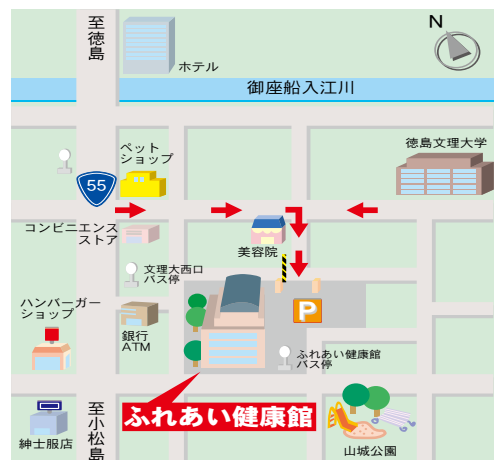 至徳島
N
ホテル
御座船入江川
ペット
ショップ
徳島文理大学
55
コンビニエンス
ストア
美容院
文理大西口
バス停
ハンバーガー
ショップ
P
銀行
ATM
ふれあい健康館
バス停
ふれあい健康館
至小松島
紳士服店
山城公園